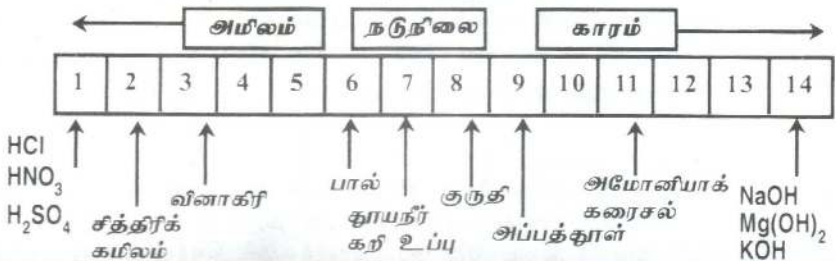 அமிலம் நடுநிலை காரம்
1 2 3 4 5 6 7 8 9 10 11 12 13 14
HCl
HNO₃
H₂SO₄
சித்திரிக்
கமிலம்
வினாகிரி
பால்
தூயநீர்
கறி உப்பு
குருதி
அப்பத்தூள்
அமோனியாக்
கரைசல்
NaOH
Mg(OH)₂
KOH